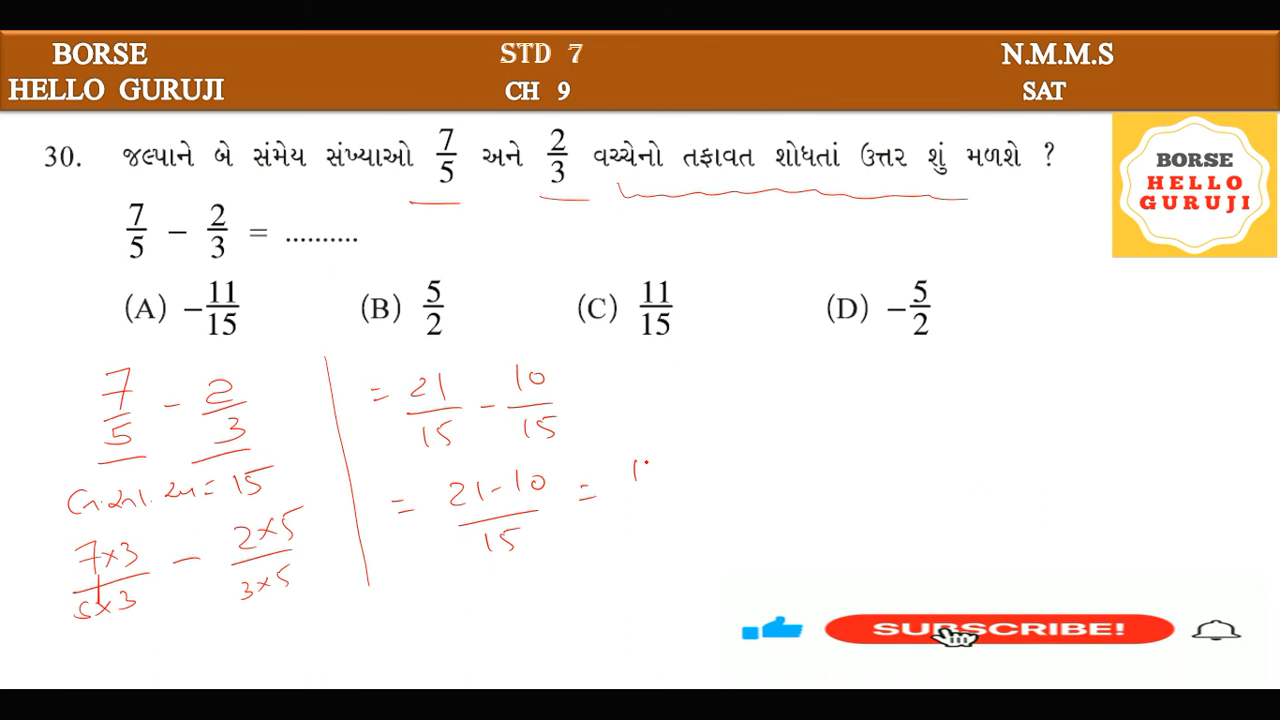 BORSE STD 7 N.M.M.S
HELLO GURUJI CH 9 SAT
30. જલ્પાને બે સંમેય સંખ્યાઓ 7/5 અને 2/3 વચ્ચેનો તફાવત શોધતાં ઉત્તર શું મળશે ?
7/5 − 2/3 = ..........
(A) −11/15 (B) 5/2 (C) 11/15 (D) −5/2
BORSE
HELLO
GURUJI
7/5 − 2/3
લ.સા.અ = 15
7×3/5×3 − 2×5/3×5
= 21/15 − 10/15
= 21-10/15 =
SUBSCRIBE!